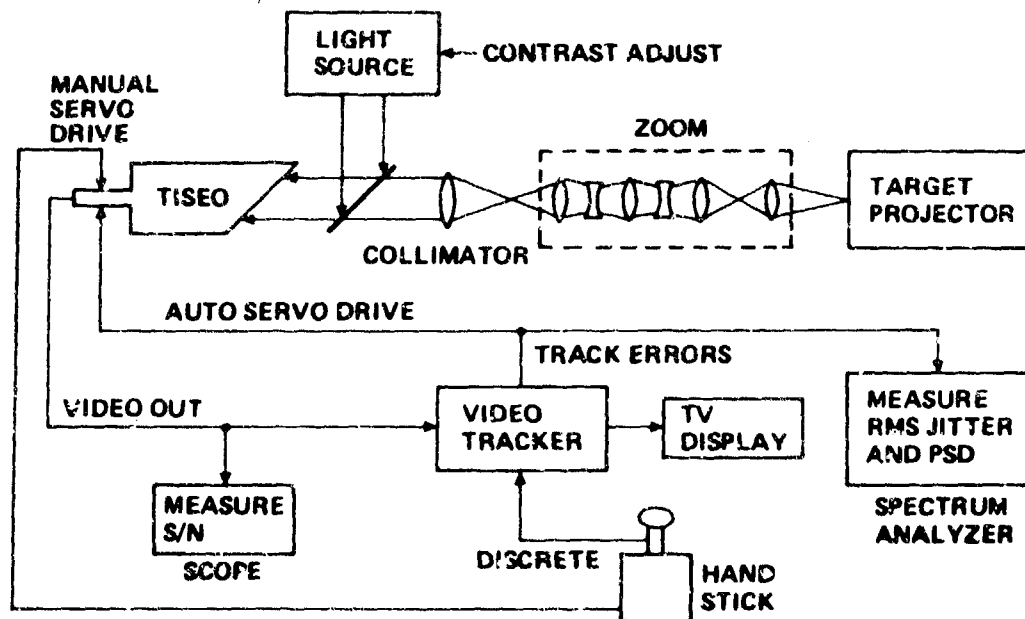 LIGHT
SOURCE
CONTRAST ADJUST
MANUAL
SERVO
DRIVE
ZOOM
TISEO
TARGET
PROJECTOR
COLLIMATOR
AUTO SERVO DRIVE
TRACK ERRORS
VIDEO OUT
VIDEO
TRACKER
TV
DISPLAY
MEASURE
RMS JITTER
AND PSD
MEASURE
S/N
SCOPE
SPECTRUM
ANALYZER
DISCRETE
HAND
STICK